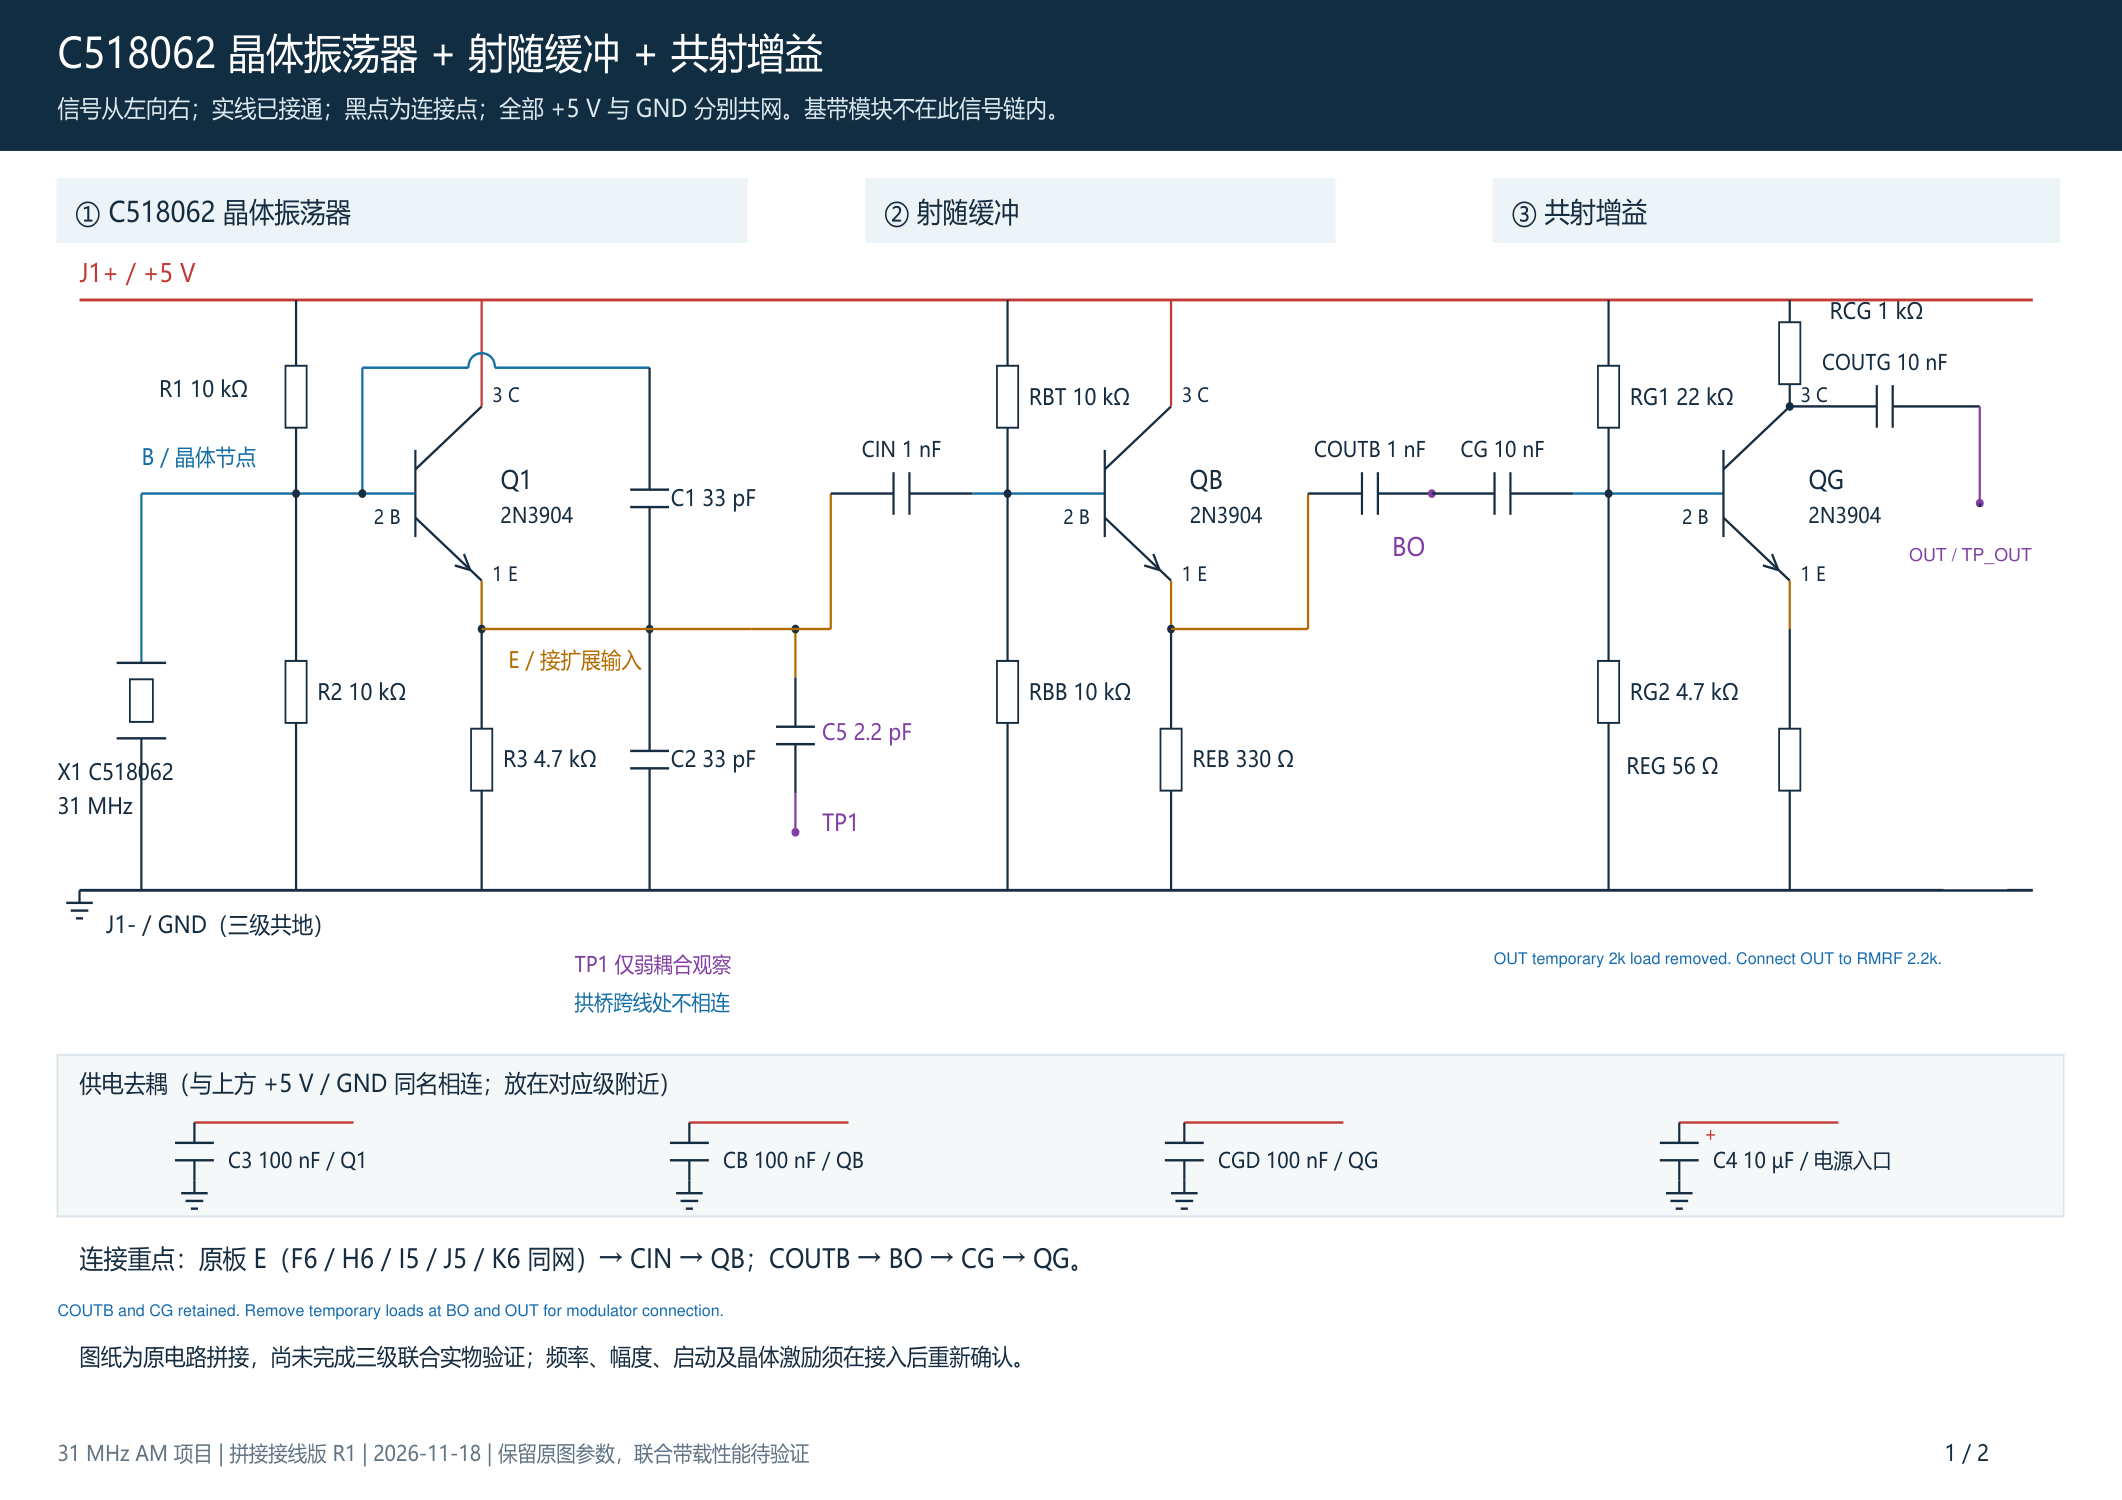 C518062 晶体振荡器 + 射随缓冲 + 共射增益
信号从左向右；实线已接通；黑点为连接点；全部 +5 V 与 GND 分别共网。基带模块不在此信号链内。
① C518062 晶体振荡器
② 射随缓冲
③ 共射增益
J1+ / +5 V
RCG 1 kΩ
COUTG 10 nF
R1 10 kΩ
3 C
RBT 10 kΩ
3 C
RG1 22 kΩ
3 C
B / 晶体节点
CIN 1 nF
COUTB 1 nF
CG 10 nF
Q1
2N3904
C1 33 pF
QB
2N3904
QG
2N3904
2 B
2 B
2 B
BO
OUT / TP_OUT
1 E
1 E
1 E
E / 接扩展输入
R2 10 kΩ
RBB 10 kΩ
RG2 4.7 kΩ
C5 2.2 pF
R3 4.7 kΩ
C2 33 pF
REB 330 Ω
REG 56 Ω
X1 C518062
31 MHz
TP1
J1- / GND（三级共地）
TP1 仅弱耦合观察
拱桥跨线处不相连
OUT temporary 2k load removed. Connect OUT to RMRF 2.2k.
供电去耦（与上方 +5 V / GND 同名相连；放在对应级附近）
C3 100 nF / Q1
CB 100 nF / QB
CGD 100 nF / QG
+
C4 10 µF / 电源入口
连接重点：原板 E（F6 / H6 / I5 / J5 / K6 同网）→ CIN → QB；COUTB → BO → CG → QG。
COUTB and CG retained. Remove temporary loads at BO and OUT for modulator connection.
图纸为原电路拼接，尚未完成三级联合实物验证；频率、幅度、启动及晶体激励须在接入后重新确认。
31 MHz AM 项目 | 拼接接线版 R1 | 2026-11-18 | 保留原图参数，联合带载性能待验证
1 / 2